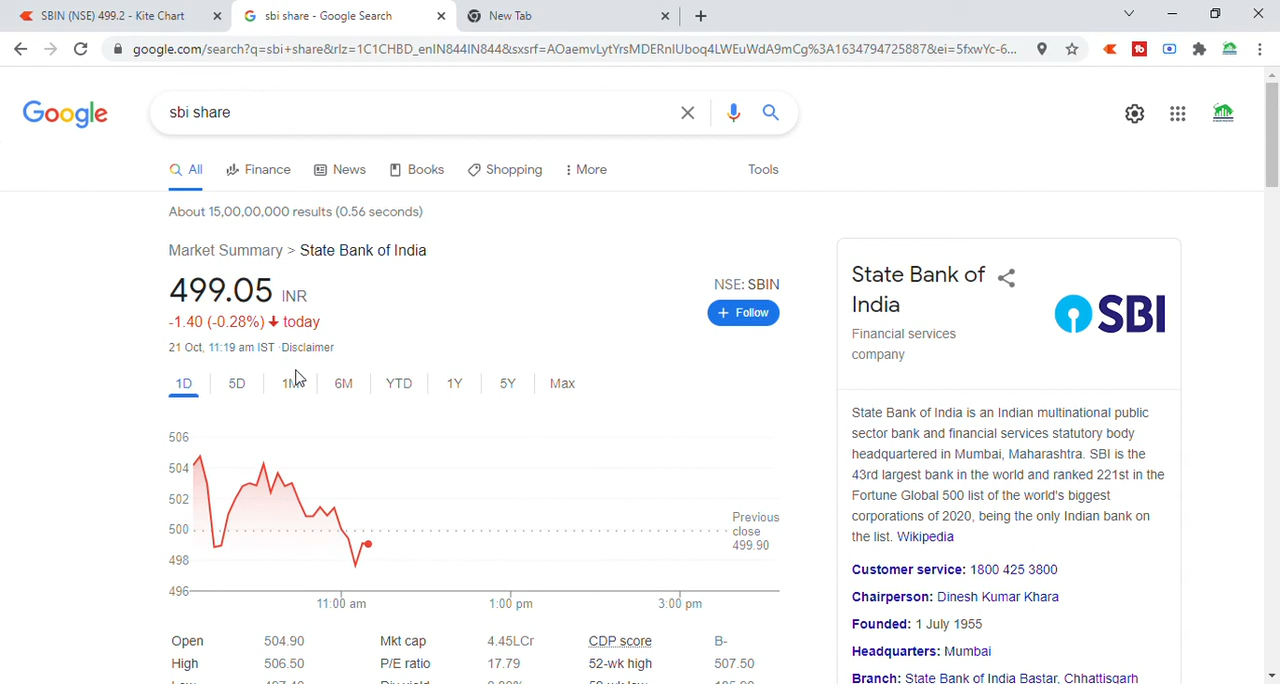 SBIN (NSE) 499.2 - Kite Chart
sbi share - Google Search
New Tab
google.com/search?q=sbi+share&rlz=1C1CHBD_enIN844IN844&sxsrf=AOaemvLytYrsMDERnIUboq4LWEuWdA9mCg%3A1634794725887&ei=5fxwYc-6...
Google
sbi share
All
Finance
News
Books
Shopping
More
Tools
About 15,00,00,000 results (0.56 seconds)
Market Summary > State Bank of India
499.05 INR
-1.40 (-0.28%) today
21 Oct, 11:19 am IST · Disclaimer
NSE: SBIN
+ Follow
1D
5D
6M
YTD
1Y
5Y
Max
506
504
502
500
498
496
Previous
close
499.90
11:00 am
1:00 pm
3:00 pm
Open 504.90 Mkt cap 4.45LCr CDP score B-
High 506.50 P/E ratio 17.79 52-wk high 507.50
State Bank of
India
Financial services
company
SBI
State Bank of India is an Indian multinational public
sector bank and financial services statutory body
headquartered in Mumbai, Maharashtra. SBI is the
43rd largest bank in the world and ranked 221st in the
Fortune Global 500 list of the world's biggest
corporations of 2020, being the only Indian bank on
the list. Wikipedia
Customer service: 1800 425 3800
Chairperson: Dinesh Kumar Khara
Founded: 1 July 1955
Headquarters: Mumbai
Branch: State Bank of India Bastar, Chhattisgarh